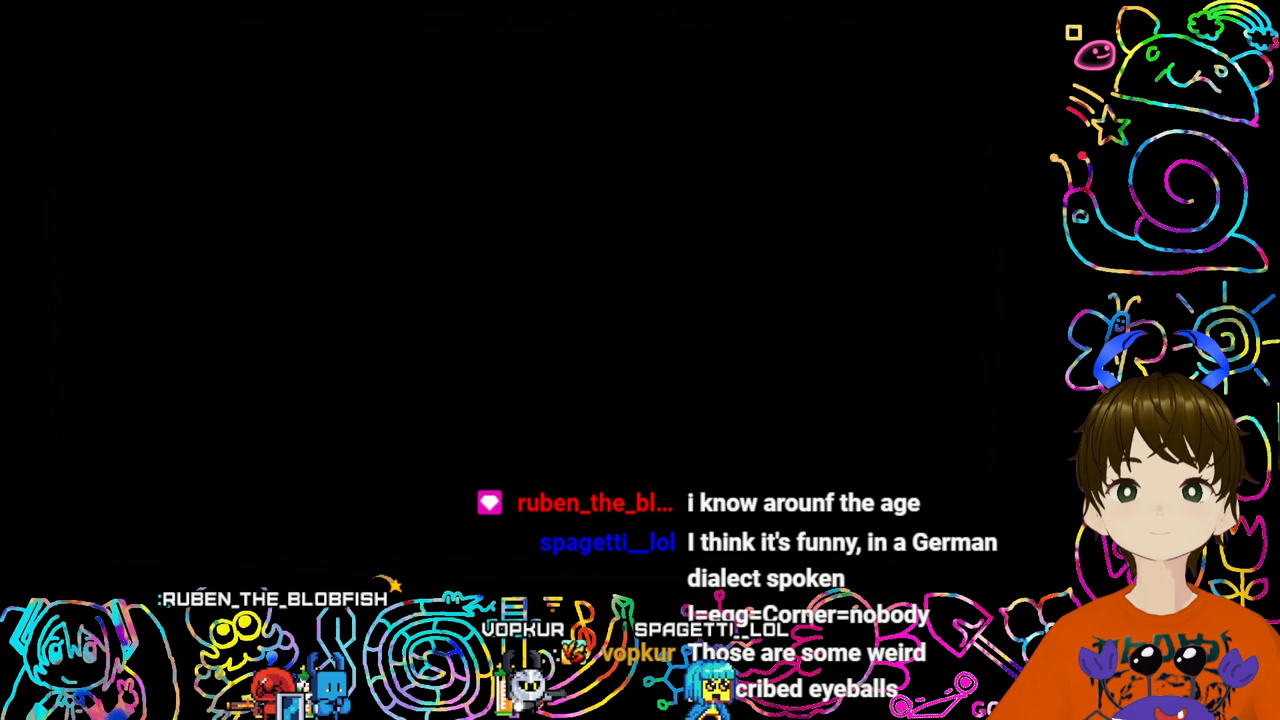 ruben_the_bl... i know arounf the age
spagetti__lol I think it's funny, in a German
dialect spoken
RUBEN_THE_BLOBFISH
I=egg=Corner=nobody
VOPKUR SPAGETTI__LOL
vopkur Those are some weird
cribed eyeballs